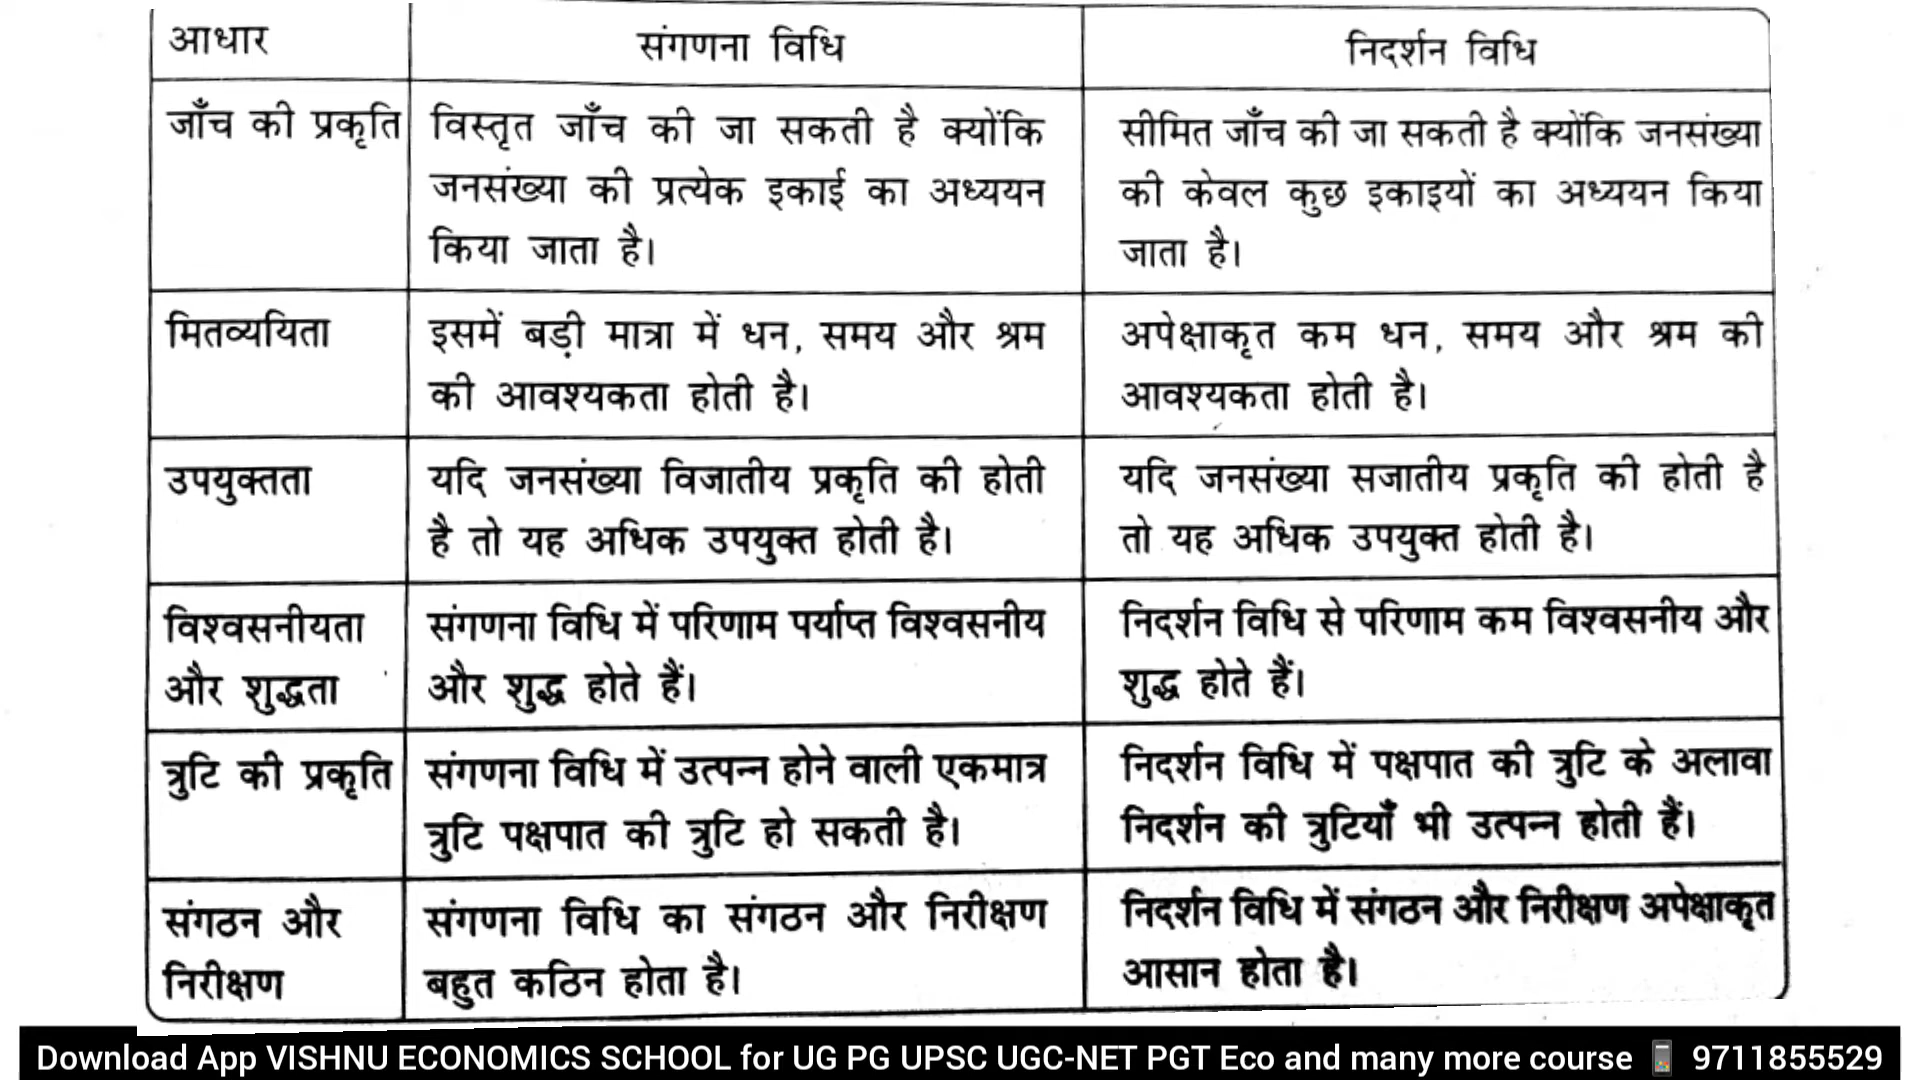 आधार
संगणना विधि
निदर्शन विधि
जाँच की प्रकृति
विस्तृत जाँच की जा सकती है क्योंकि
जनसंख्या की प्रत्येक इकाई का अध्ययन
किया जाता है।
सीमित जाँच की जा सकती है क्योंकि जनसंख्या
की केवल कुछ इकाइयों का अध्ययन किया
जाता है।
मितव्ययिता
इसमें बड़ी मात्रा में धन, समय और श्रम
की आवश्यकता होती है।
अपेक्षाकृत कम धन, समय और श्रम की
आवश्यकता होती है।
उपयुक्तता
यदि जनसंख्या विजातीय प्रकृति की होती
है तो यह अधिक उपयुक्त होती है।
यदि जनसंख्या सजातीय प्रकृति की होती है
तो यह अधिक उपयुक्त होती है।
विश्वसनीयता
और शुद्धता
संगणना विधि में परिणाम पर्याप्त विश्वसनीय
और शुद्ध होते हैं।
निदर्शन विधि से परिणाम कम विश्वसनीय और
शुद्ध होते हैं।
त्रुटि की प्रकृति
संगणना विधि में उत्पन्न होने वाली एकमात्र
त्रुटि पक्षपात की त्रुटि हो सकती है।
निदर्शन विधि में पक्षपात की त्रुटि के अलावा
निदर्शन की त्रुटियाँ भी उत्पन्न होती हैं।
संगठन और
निरीक्षण
संगणना विधि का संगठन और निरीक्षण
बहुत कठिन होता है।
निदर्शन विधि में संगठन और निरीक्षण अपेक्षाकृत
आसान होता है।
Download App VISHNU ECONOMICS SCHOOL for UG PG UPSC UGC-NET PGT Eco and many more course 📱 9711855529